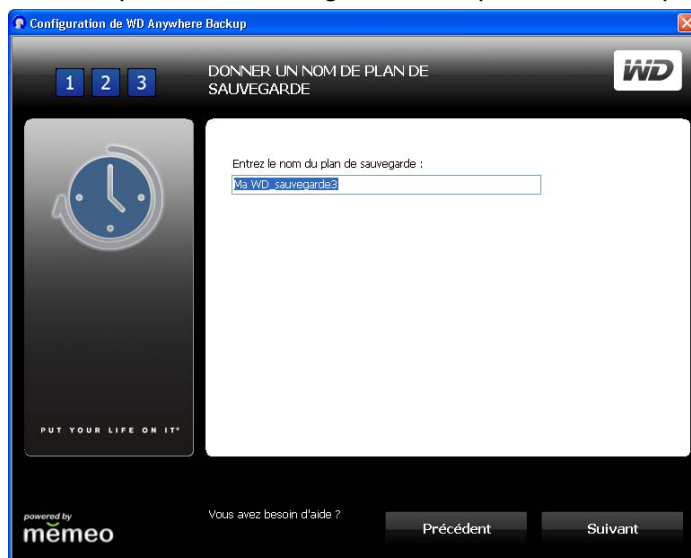 Configuration de WD Anywhere Backup
1 2 3
DONNER UN NOM DE PLAN DE
SAUVEGARDE
WD
Entrez le nom du plan de sauvegarde :
Ma WD_sauvegarde3
PUT YOUR LIFE ON IT®
powered by
memeo
Vous avez besoin d'aide ?
Précédent
Suivant